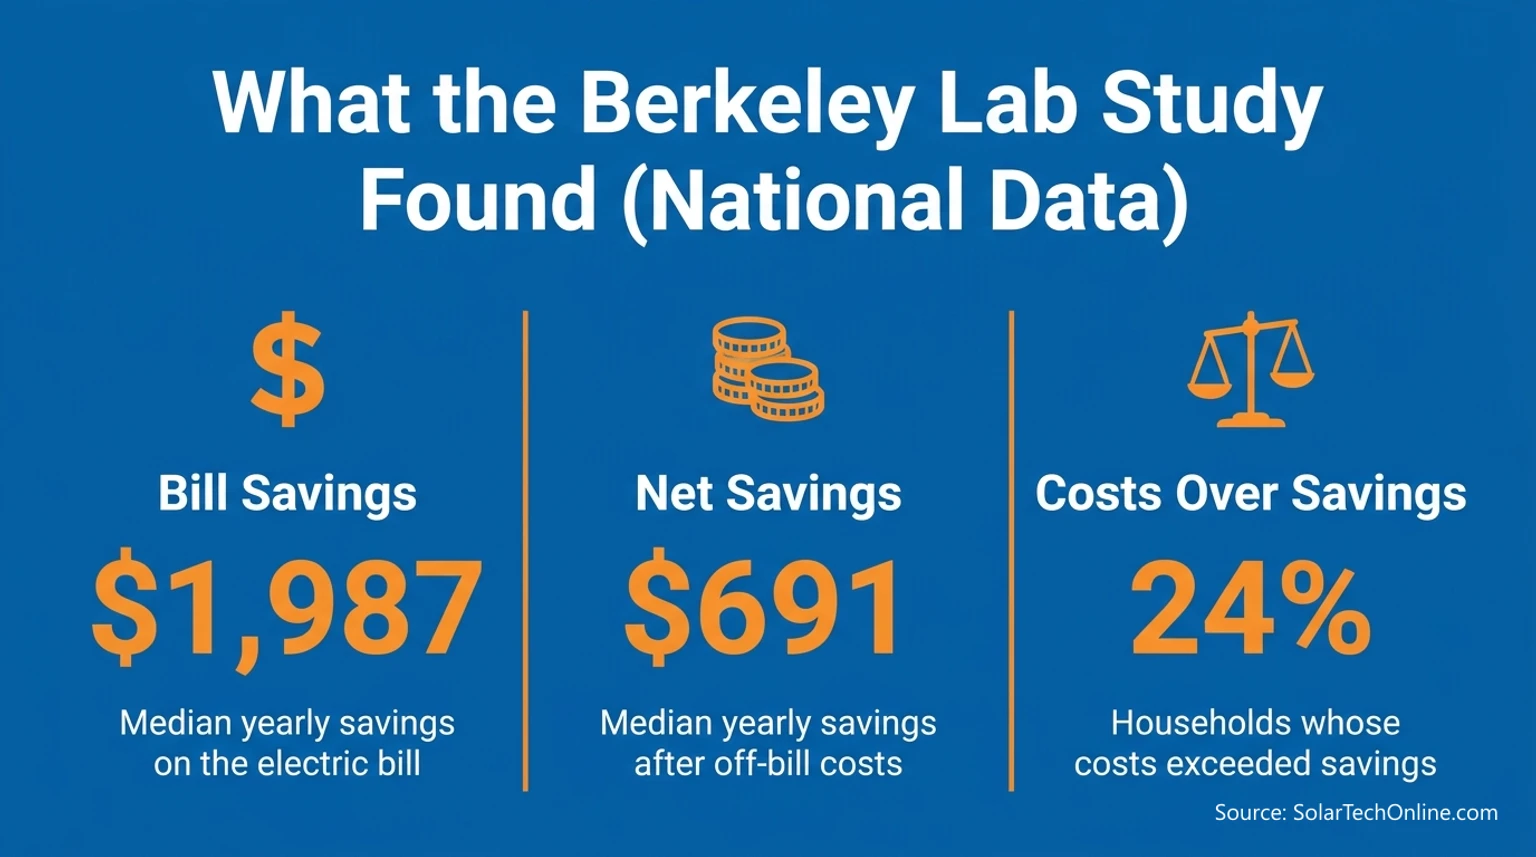 What the Berkeley Lab Study
Found (National Data)
$
Bill Savings
$1,987
Median yearly savings
on the electric bill
Net Savings
$691
Median yearly savings
after off-bill costs
Costs Over Savings
24%
Households whose
costs exceeded savings
Source: SolarTechOnline.com